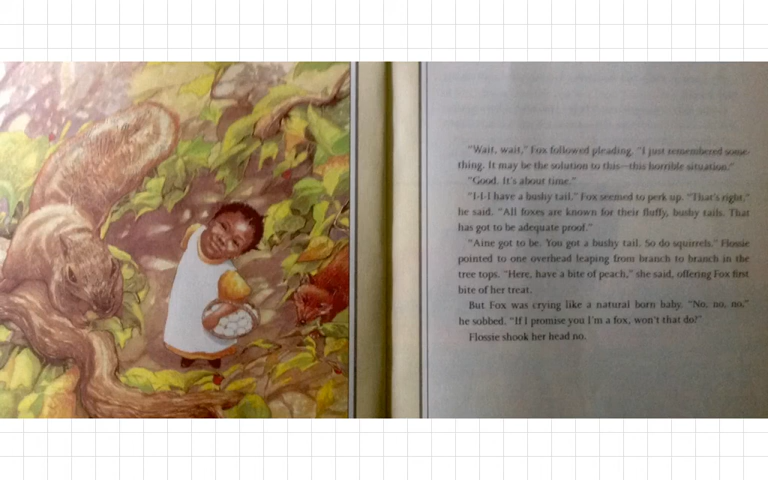 "Wait, wait," Fox followed pleading. "I just remembered some-
thing. It may be the solution to this—this horrible situation."
"Good. It's about time."
"I-I-I have a bushy tail." Fox seemed to perk up. "That's right,"
he said. "All foxes are known for their fluffy, bushy tails. That
has got to be adequate proof."
"Aine got to be. You got a bushy tail. So do squirrels." Flossie
pointed to one overhead leaping from branch to branch in the
tree tops. "Here, have a bite of peach," she said, offering Fox first
bite of her treat.
But Fox was crying like a natural born baby. "No, no, no,"
he sobbed. "If I promise you I'm a fox, won't that do?"
Flossie shook her head no.